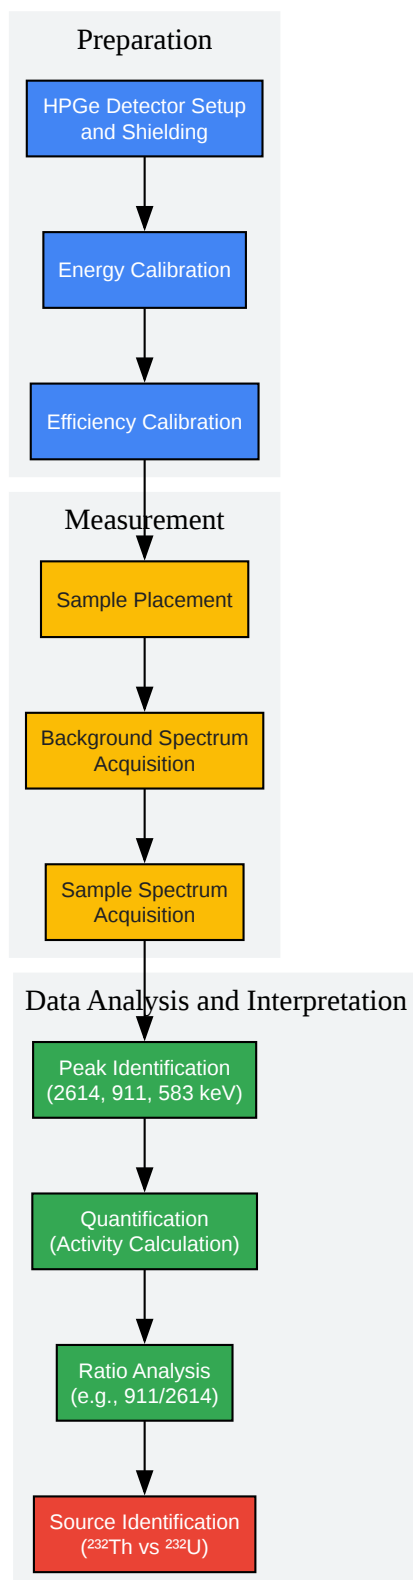 Preparation
HPGe Detector Setup
and Shielding
Energy Calibration
Efficiency Calibration
Measurement
Sample Placement
Background Spectrum
Acquisition
Sample Spectrum
Acquisition
Data Analysis and Interpretation
Peak Identification
(2614, 911, 583 keV)
Quantification
(Activity Calculation)
Ratio Analysis
(e.g., 911/2614)
Source Identification
(²³²Th vs ²³²U)